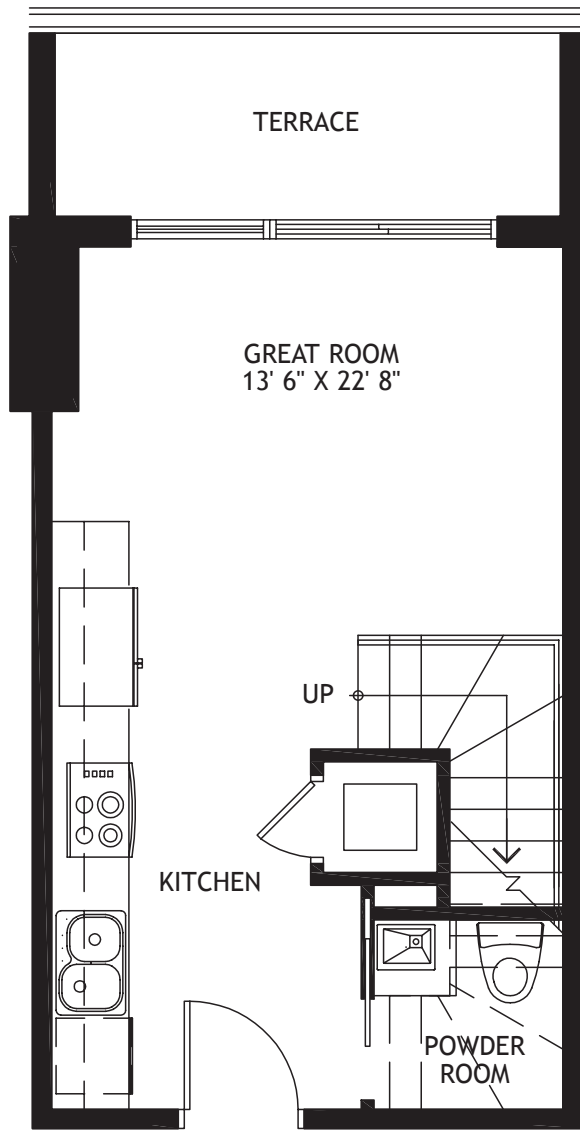 TERRACE
GREAT ROOM
13' 6" X 22' 8"
UP
KITCHEN
POWDER
ROOM